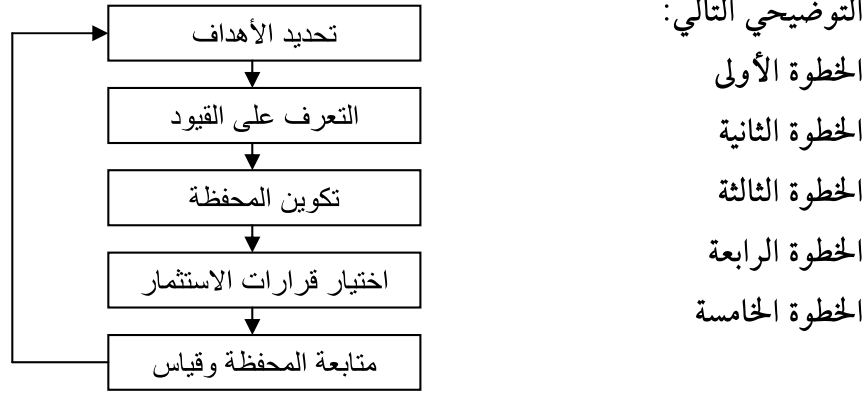 التوضيحي التالي:
الخطوة الأولى
تحديد الأهداف
الخطوة الثانية
التعرف على القيود
الخطوة الثالثة
تكوين المحفظة
الخطوة الرابعة
اختيار قرارات الاستثمار
الخطوة الخامسة
متابعة المحفظة وقياس